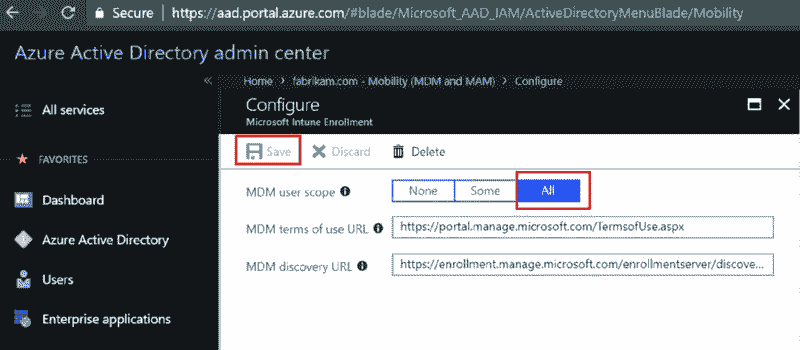 Secure https://aad.portal.azure.com/#blade/Microsoft_AAD_IAM/ActiveDirectoryMenuBlade/Mobility
Azure Active Directory admin center
Home > fabrikam.com - Mobility (MDM and MAM) > Configure
All services
FAVORITES
Dashboard
Azure Active Directory
Users
Enterprise applications
Configure
Microsoft Intune Enrollment
Save Discard Delete
MDM user scope None Some All
MDM terms of use URL https://portal.manage.microsoft.com/TermsofUse.aspx
MDM discovery URL https://enrollment.manage.microsoft.com/enrollmentserver/discove...